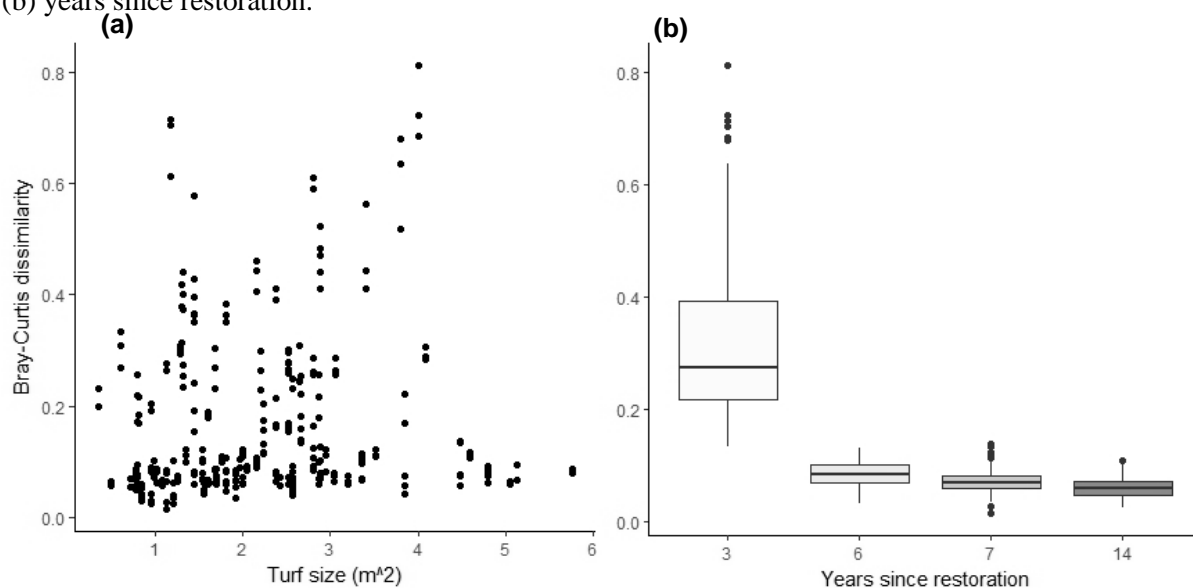 (b) years since restoration.
(a)
(b)
0.8
0.6
0.4
0.2
0.0
Bray-Curtis dissimilarity
1 2 3 4 5 6
Turf size (m^2)
0.8
0.6
0.4
0.2
0.0
3 6 7 14
Years since restoration